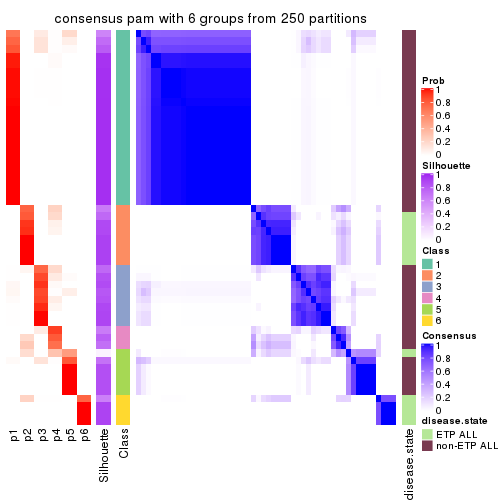 consensus pam with 6 groups from 250 partitions
Prob
1
0.8
0.6
0.4
0.2
0
Silhouette
1
0.8
0.6
0.4
0.2
0
Class
1
2
3
4
5
6
Consensus
1
0.8
0.6
0.4
0.2
0
disease.state
ETP ALL
non-ETP ALL
p1
p2
p3
p4
p5
p6
Silhouette
Class
disease.state